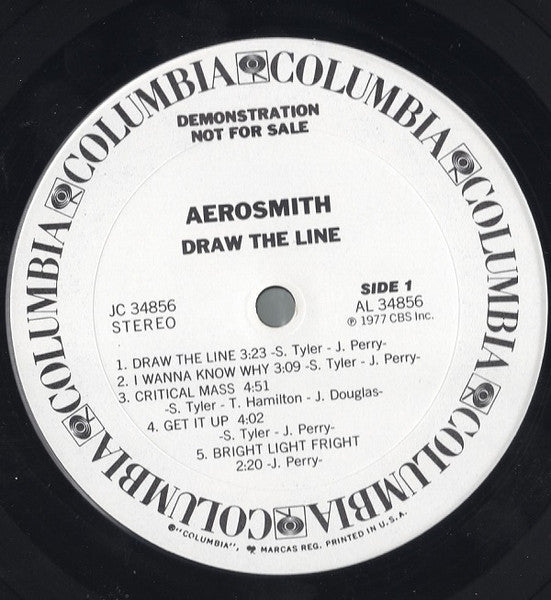 COLUMBIA COLUMBIA COLUMBIA COLUMBIA COLUMBIA COLUMBIA
DEMONSTRATION
NOT FOR SALE
AEROSMITH
DRAW THE LINE
JC 34856
STEREO
SIDE 1
AL 34856
℗ 1977 CBS Inc.
1. DRAW THE LINE 3:23 -S. Tyler - J. Perry-
2. I WANNA KNOW WHY 3:09 -S. Tyler - J. Perry-
3. CRITICAL MASS 4:51
-S. Tyler - T. Hamilton - J. Douglas-
4. GET IT UP 4:02
-S. Tyler - J. Perry-
5. BRIGHT LIGHT FRIGHT
2:20 -J. Perry-
"COLUMBIA", MARCAS REG. PRINTED IN U.S.A.